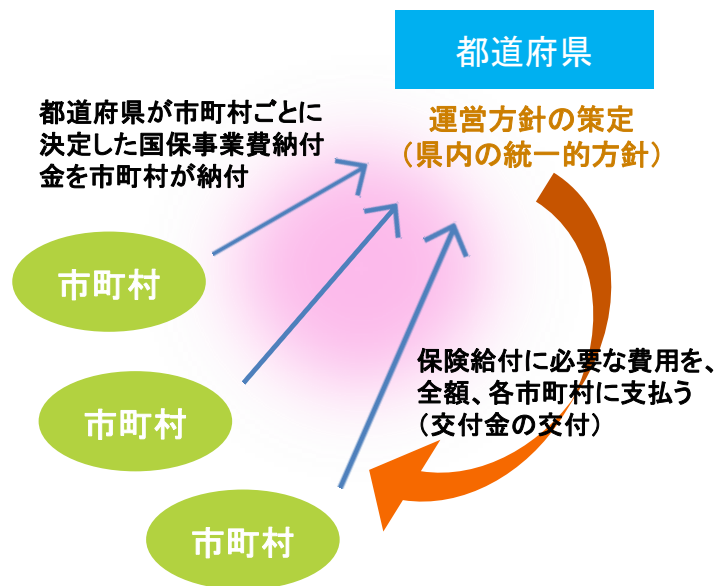 都道府県
運営方針の策定
（県内の統一的方針）
都道府県が市町村ごとに
決定した国保事業費納付
金を市町村が納付
市町村
市町村
市町村
保険給付に必要な費用を、
全額、各市町村に支払う
（交付金の交付）